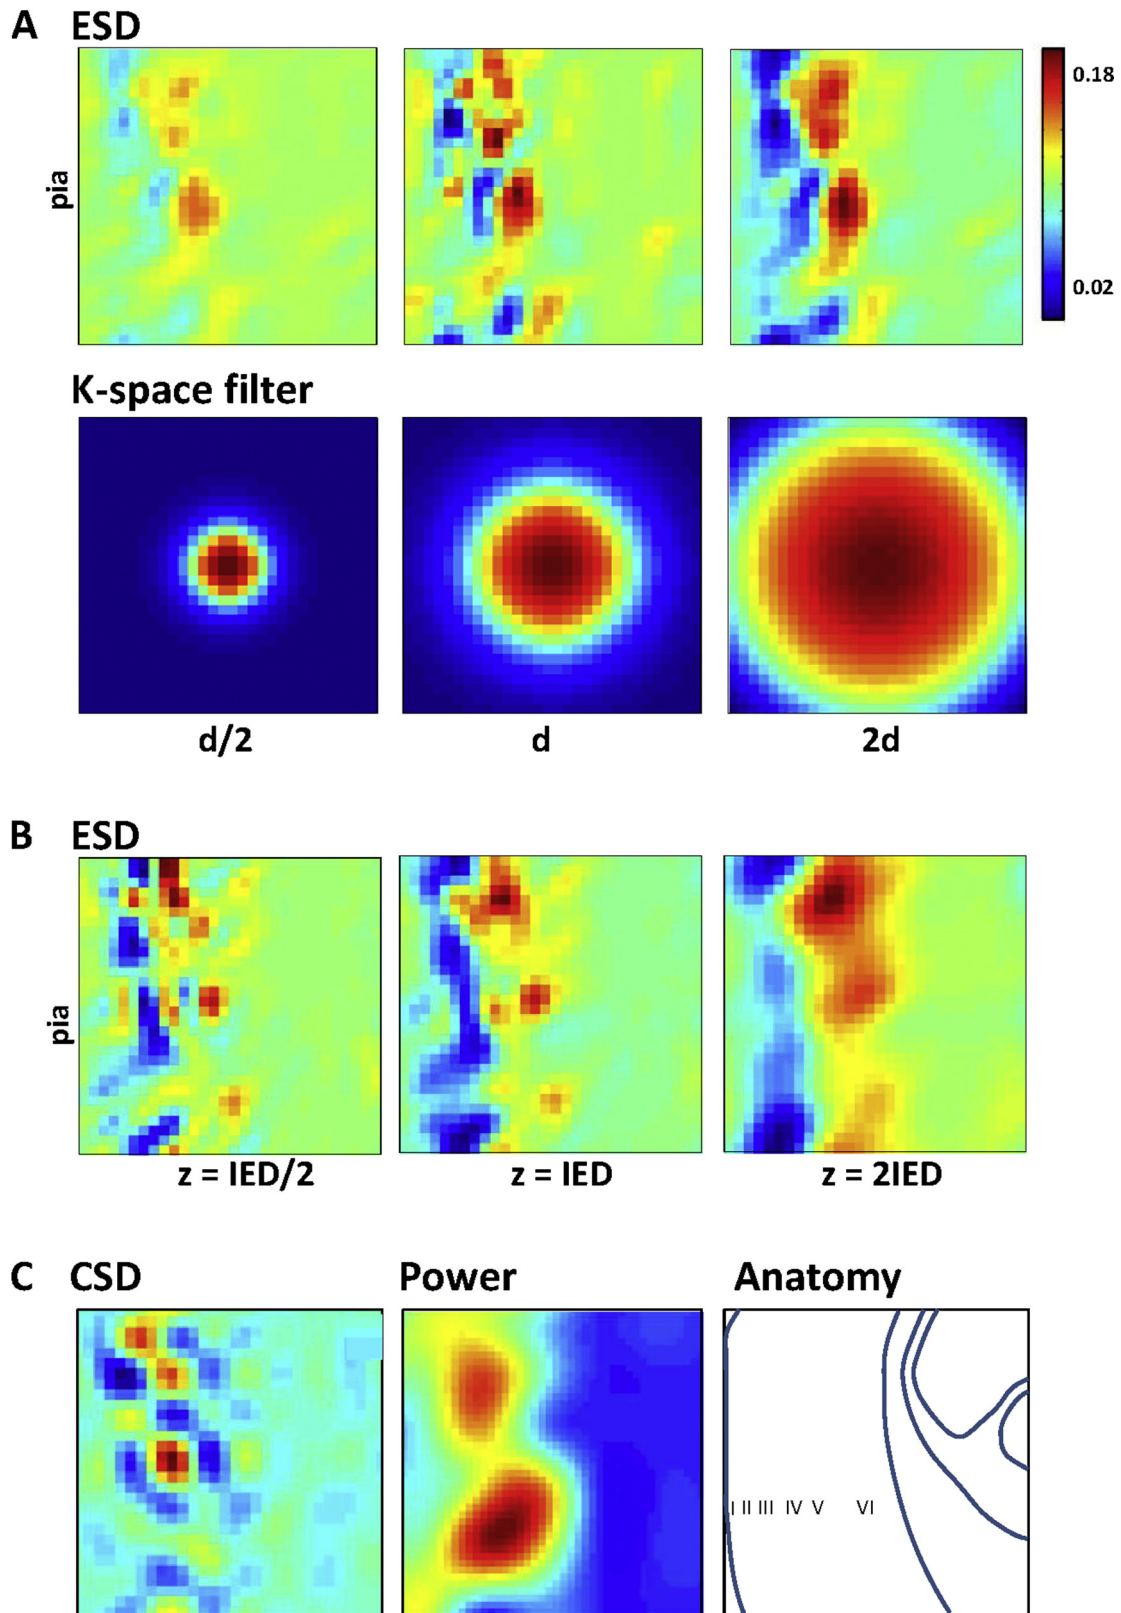 A ESD
pia
0.18
0.02
K-space filter
d/2 d 2d
B ESD
pia
z = IED/2 z = IED z = 2IED
C CSD Power Anatomy
I II III IV V VI